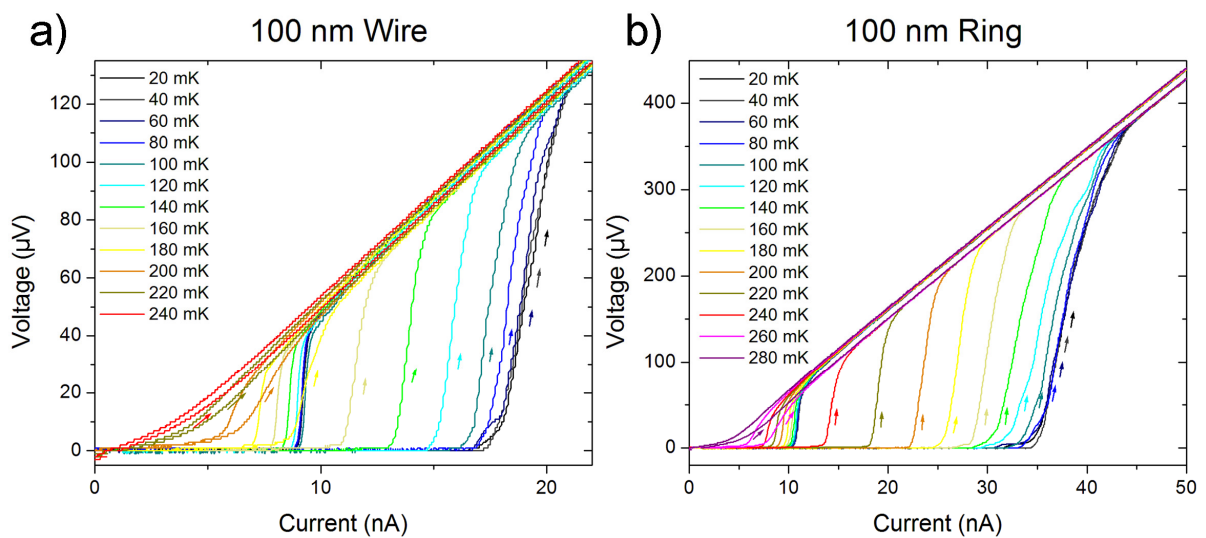 a)
100 nm Wire
20 mK
40 mK
60 mK
80 mK
100 mK
120 mK
140 mK
160 mK
180 mK
200 mK
220 mK
240 mK
120
100
80
60
40
20
0
Voltage (µV)
0
10
20
Current (nA)
b)
100 nm Ring
20 mK
40 mK
60 mK
80 mK
100 mK
120 mK
140 mK
160 mK
180 mK
200 mK
220 mK
240 mK
260 mK
280 mK
400
300
200
100
0
Voltage (µV)
0
10
20
30
40
50
Current (nA)